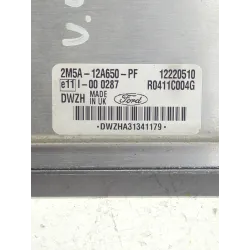 2M5A-12A650-PF 12220510
e11 I-00 0287 R0411C004G
DWZH MADE IN UK Ford
*DWZHA31341179*